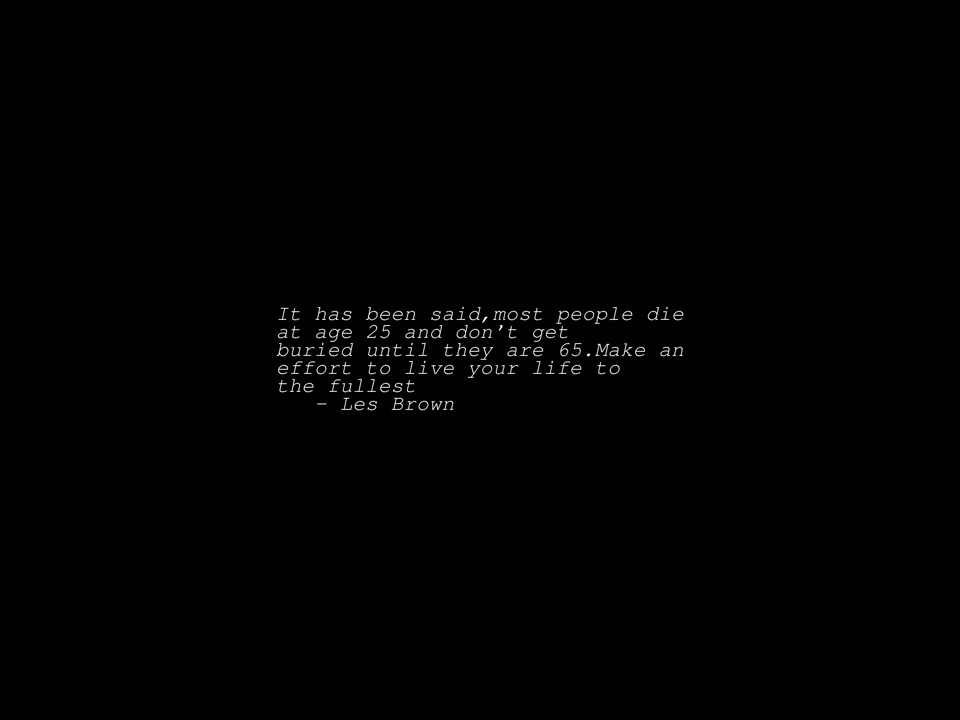 It has been said,most people die
at age 25 and don't get
buried until they are 65.Make an
effort to live your life to
the fullest
- Les Brown